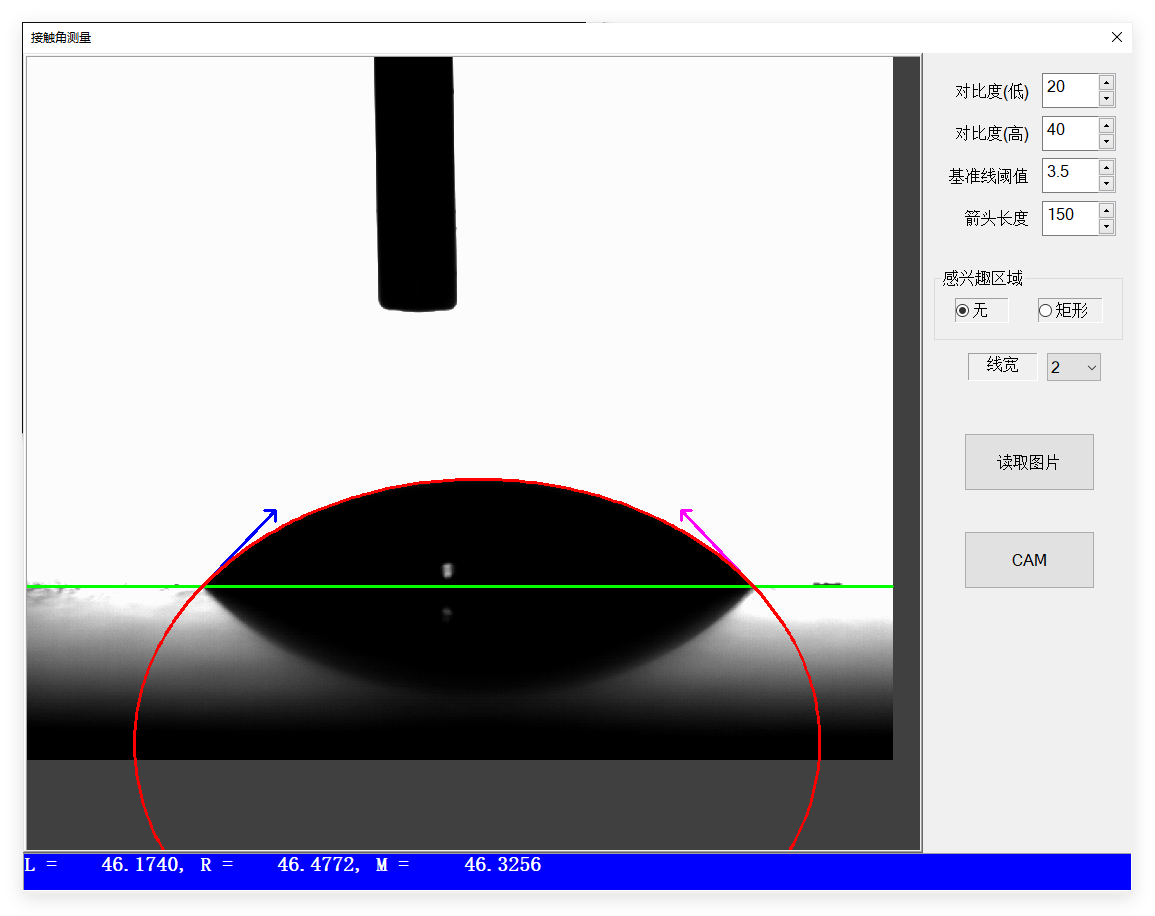 接触角测量
对比度(低) 20
对比度(高) 40
基准线阈值 3.5
箭头长度 150
感兴趣区域
无 矩形
线宽 2
读取图片
CAM
L = 46.1740, R = 46.4772, M = 46.3256